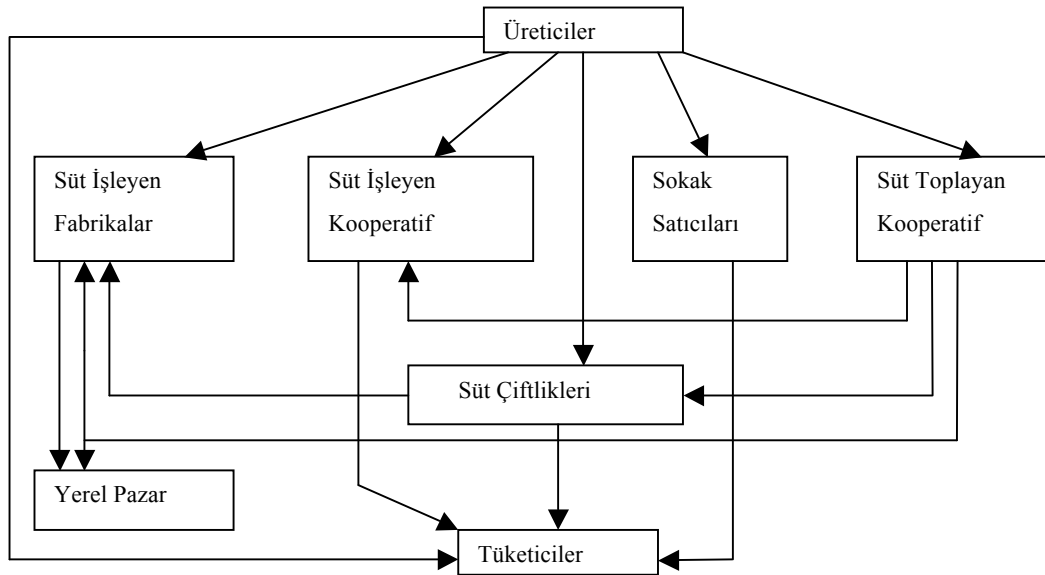 Üreticiler
Süt İşleyen
Fabrikalar
Süt İşleyen
Kooperatif
Sokak
Satıcıları
Süt Toplayan
Kooperatif
Süt Çiftlikleri
Yerel Pazar
Tüketiciler